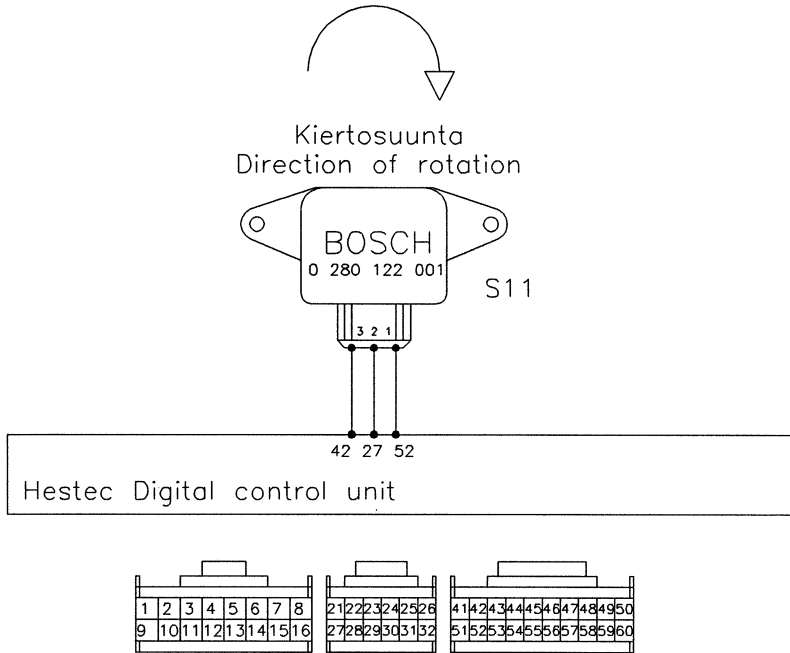 Kiertosuunta
Direction of rotation
BOSCH
0 280 122 001
S11
3 2 1
42 27 52
Hestec Digital control unit
1 2 3 4 5 6 7 8 21 22 23 24 25 26 41 42 43 44 45 46 47 48 49 50
9 10 11 12 13 14 15 16 27 28 29 30 31 32 51 52 53 54 55 56 57 58 59 60